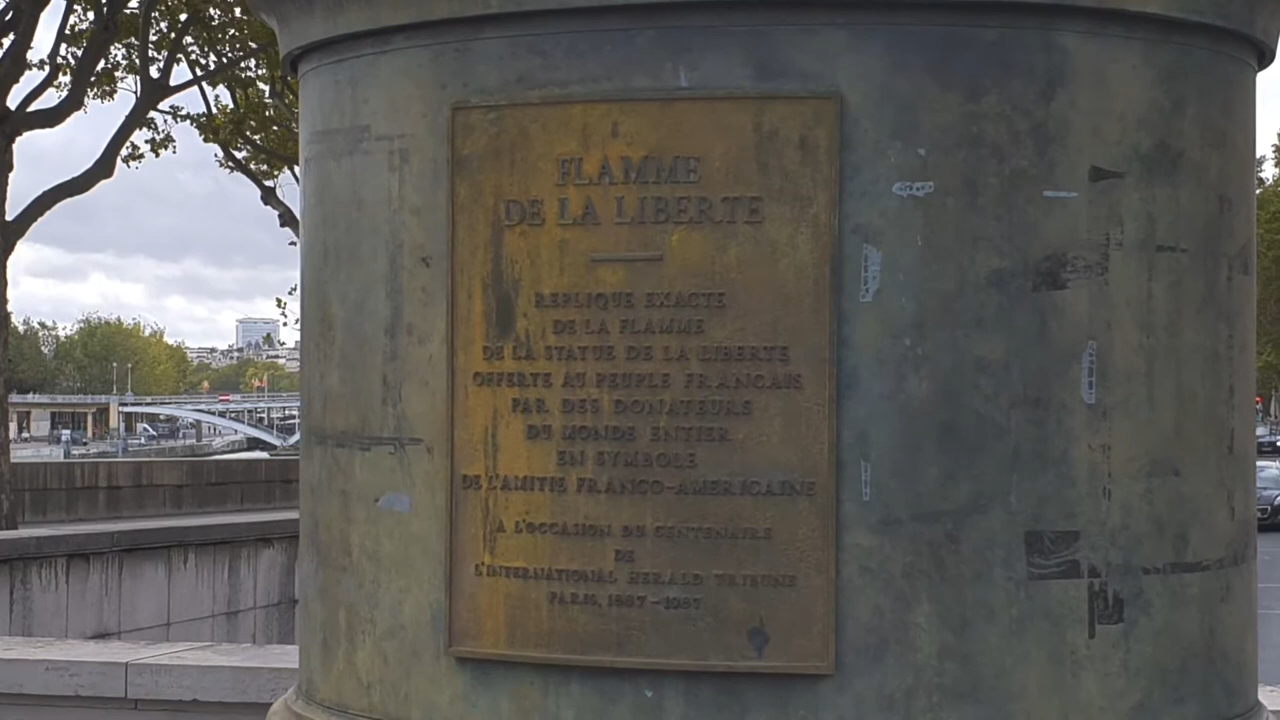 FLAMME
DE LA LIBERTE
REPLIQUE EXACTE
DE LA FLAMME
DE LA STATUE DE LA LIBERTE
OFFERTE AU PEUPLE FRANCAIS
PAR DES DONATEURS
DU MONDE ENTIER
EN SYMBOLE
DE L'AMITIE FRANCO-AMERICAINE
A L'OCCASION DU CENTENAIRE
DE
L'INTERNATIONAL HERALD TRIBUNE
PARIS, 1887-1987